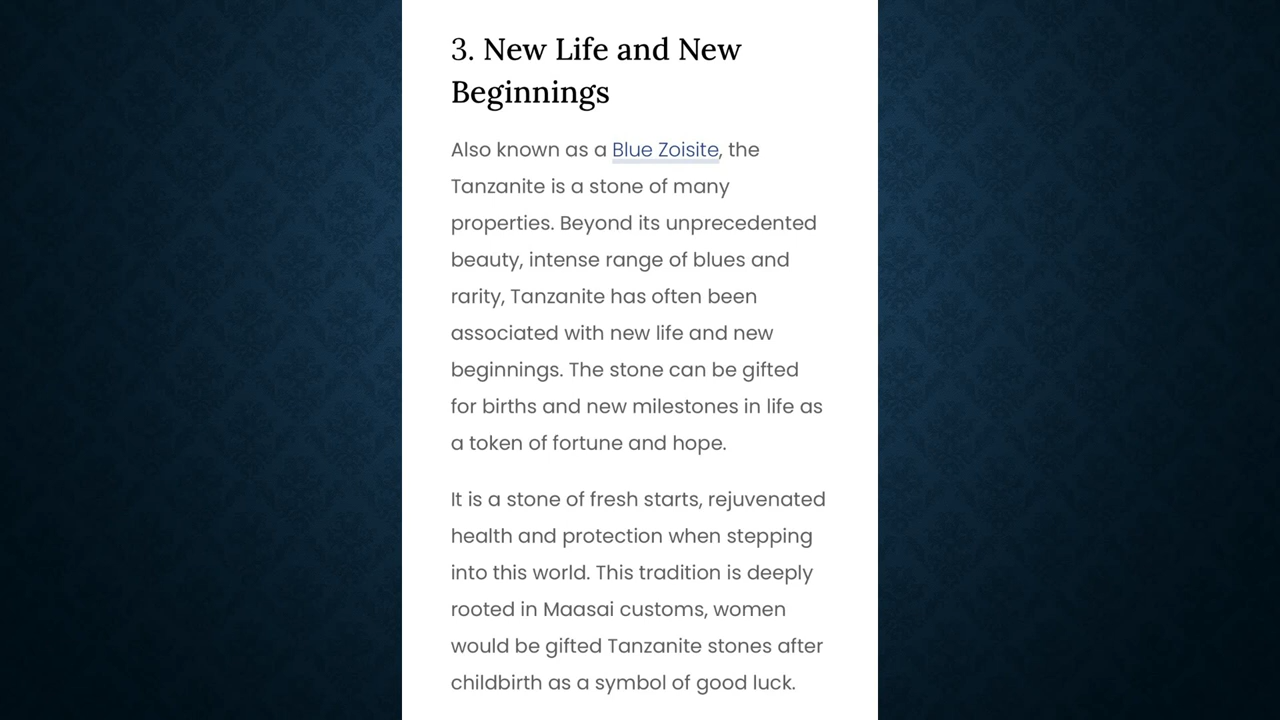 3. New Life and New
Beginnings
Also known as a Blue Zoisite, the
Tanzanite is a stone of many
properties. Beyond its unprecedented
beauty, intense range of blues and
rarity, Tanzanite has often been
associated with new life and new
beginnings. The stone can be gifted
for births and new milestones in life as
a token of fortune and hope.
It is a stone of fresh starts, rejuvenated
health and protection when stepping
into this world. This tradition is deeply
rooted in Maasai customs, women
would be gifted Tanzanite stones after
childbirth as a symbol of good luck.